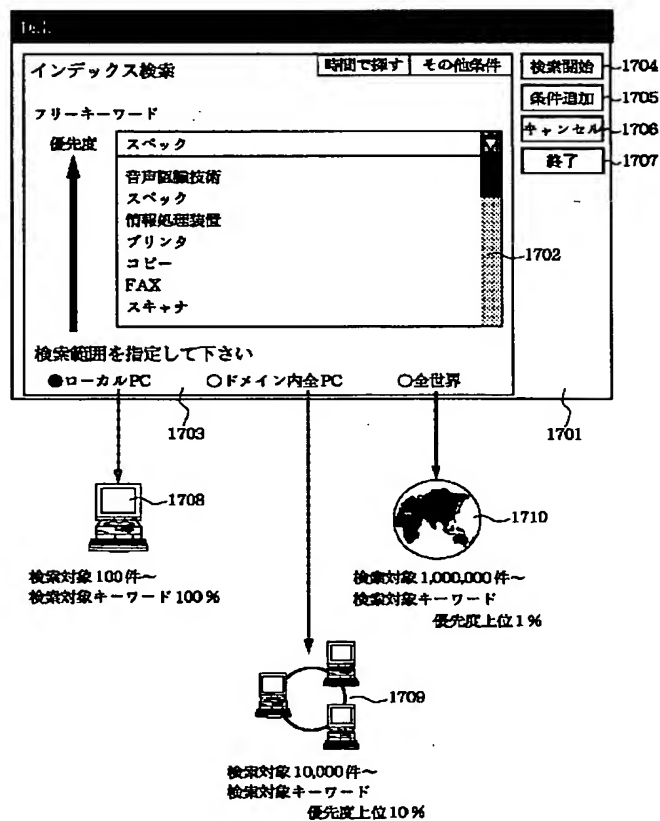 インデックス検索
時間で探す その他条件
検索開始 1704
条件追加 1705
キャンセル 1706
終了 1707
フリーキーワード
優先度
スペック
音声認識技術
スペック
情報処理装置
プリンタ
コピー
FAX
スキャナ
1702
検索範囲を指定して下さい
●ローカルPC ○ドメイン内全PC ○全世界
1703
1701
1708
1710
検索対象100件～
検索対象キーワード100%
検索対象1,000,000件～
検索対象キーワード
優先度上位1%
1709
検索対象10,000件～
検索対象キーワード
優先度上位10%